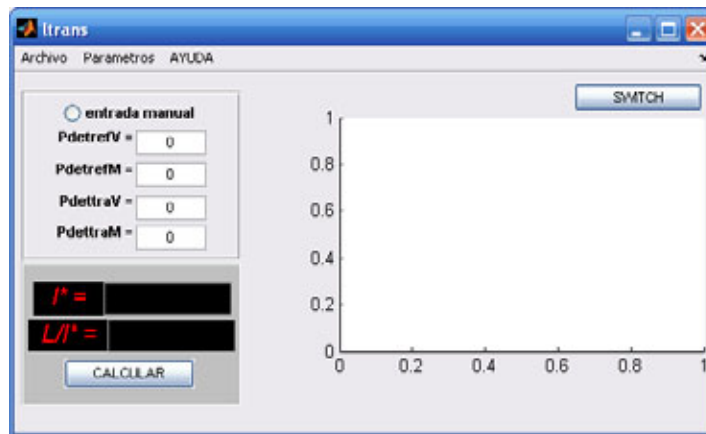 ltrans
Archivo Parametros AYUDA
SWITCH
entrada manual
PdetrefV = 0
PdetrefM = 0
PdettraV = 0
PdettraM = 0
l* =
L/l* =
CALCULAR
1
0.8
0.6
0.4
0.2
0
0 0.2 0.4 0.6 0.8 1